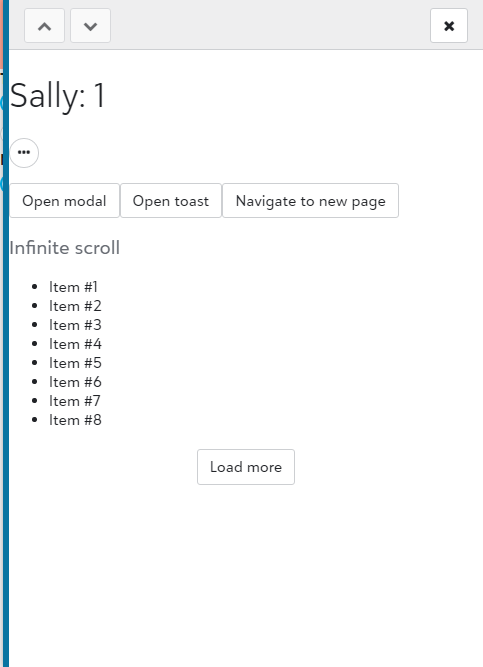 Sally: 1
Open modal Open toast Navigate to new page
Infinite scroll
Item #1
Item #2
Item #3
Item #4
Item #5
Item #6
Item #7
Item #8
Load more